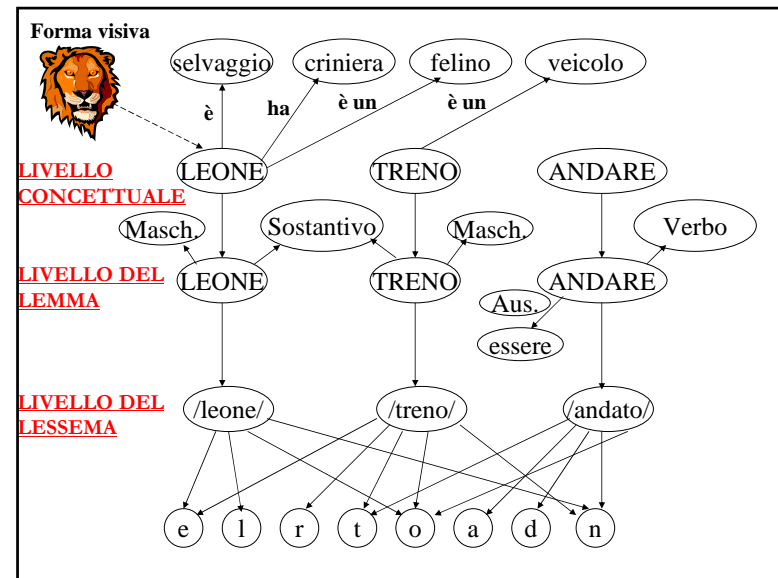 Forma visiva
selvaggio criniera felino veicolo
è ha è un è un
LIVELLO
CONCETTUALE
LEONE TRENO ANDARE
Masch. Sostantivo Masch. Verbo
LIVELLO DEL
LEMMA
LEONE TRENO ANDARE
Aus.
essere
LIVELLO DEL
LESSEMA
/leone/ /treno/ /andato/
e l r t o a d n